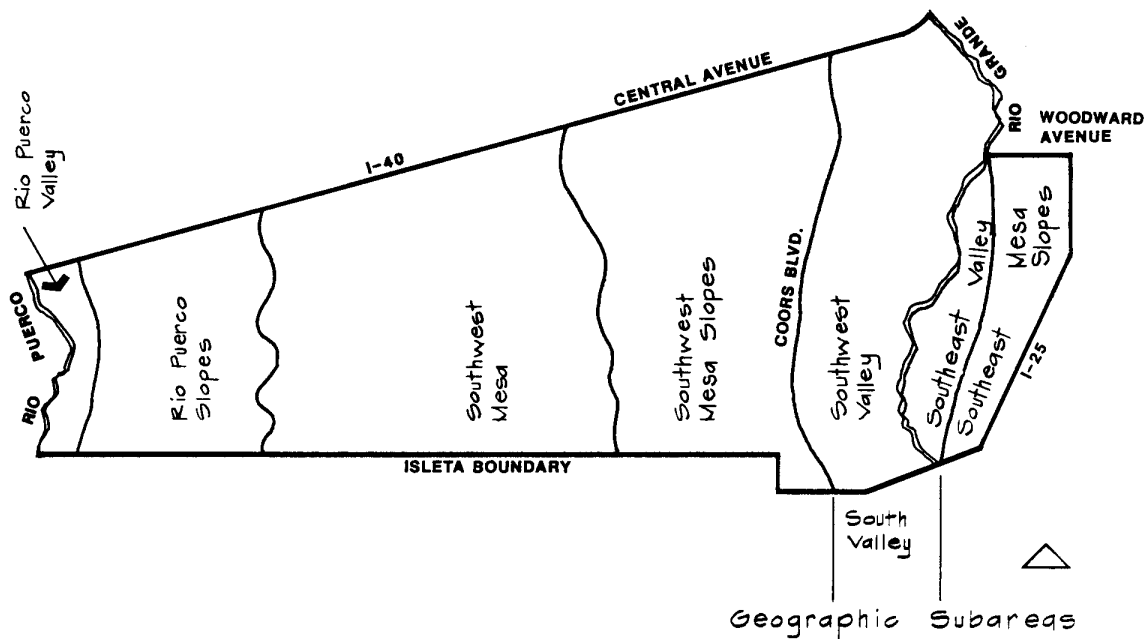 RIO GRANDE
CENTRAL AVENUE
WOODWARD
AVENUE
I-40
Rio Puerco
Valley
RIO PUERCO
Rio Puerco
Slopes
Southwest
Mesa
Southwest
Mesa Slopes
COORS BLVD.
Southwest
Valley
Southeast Valley
Southeast Mesa
Slopes
I-25
ISLETA BOUNDARY
South
Valley
Geographic Subareas